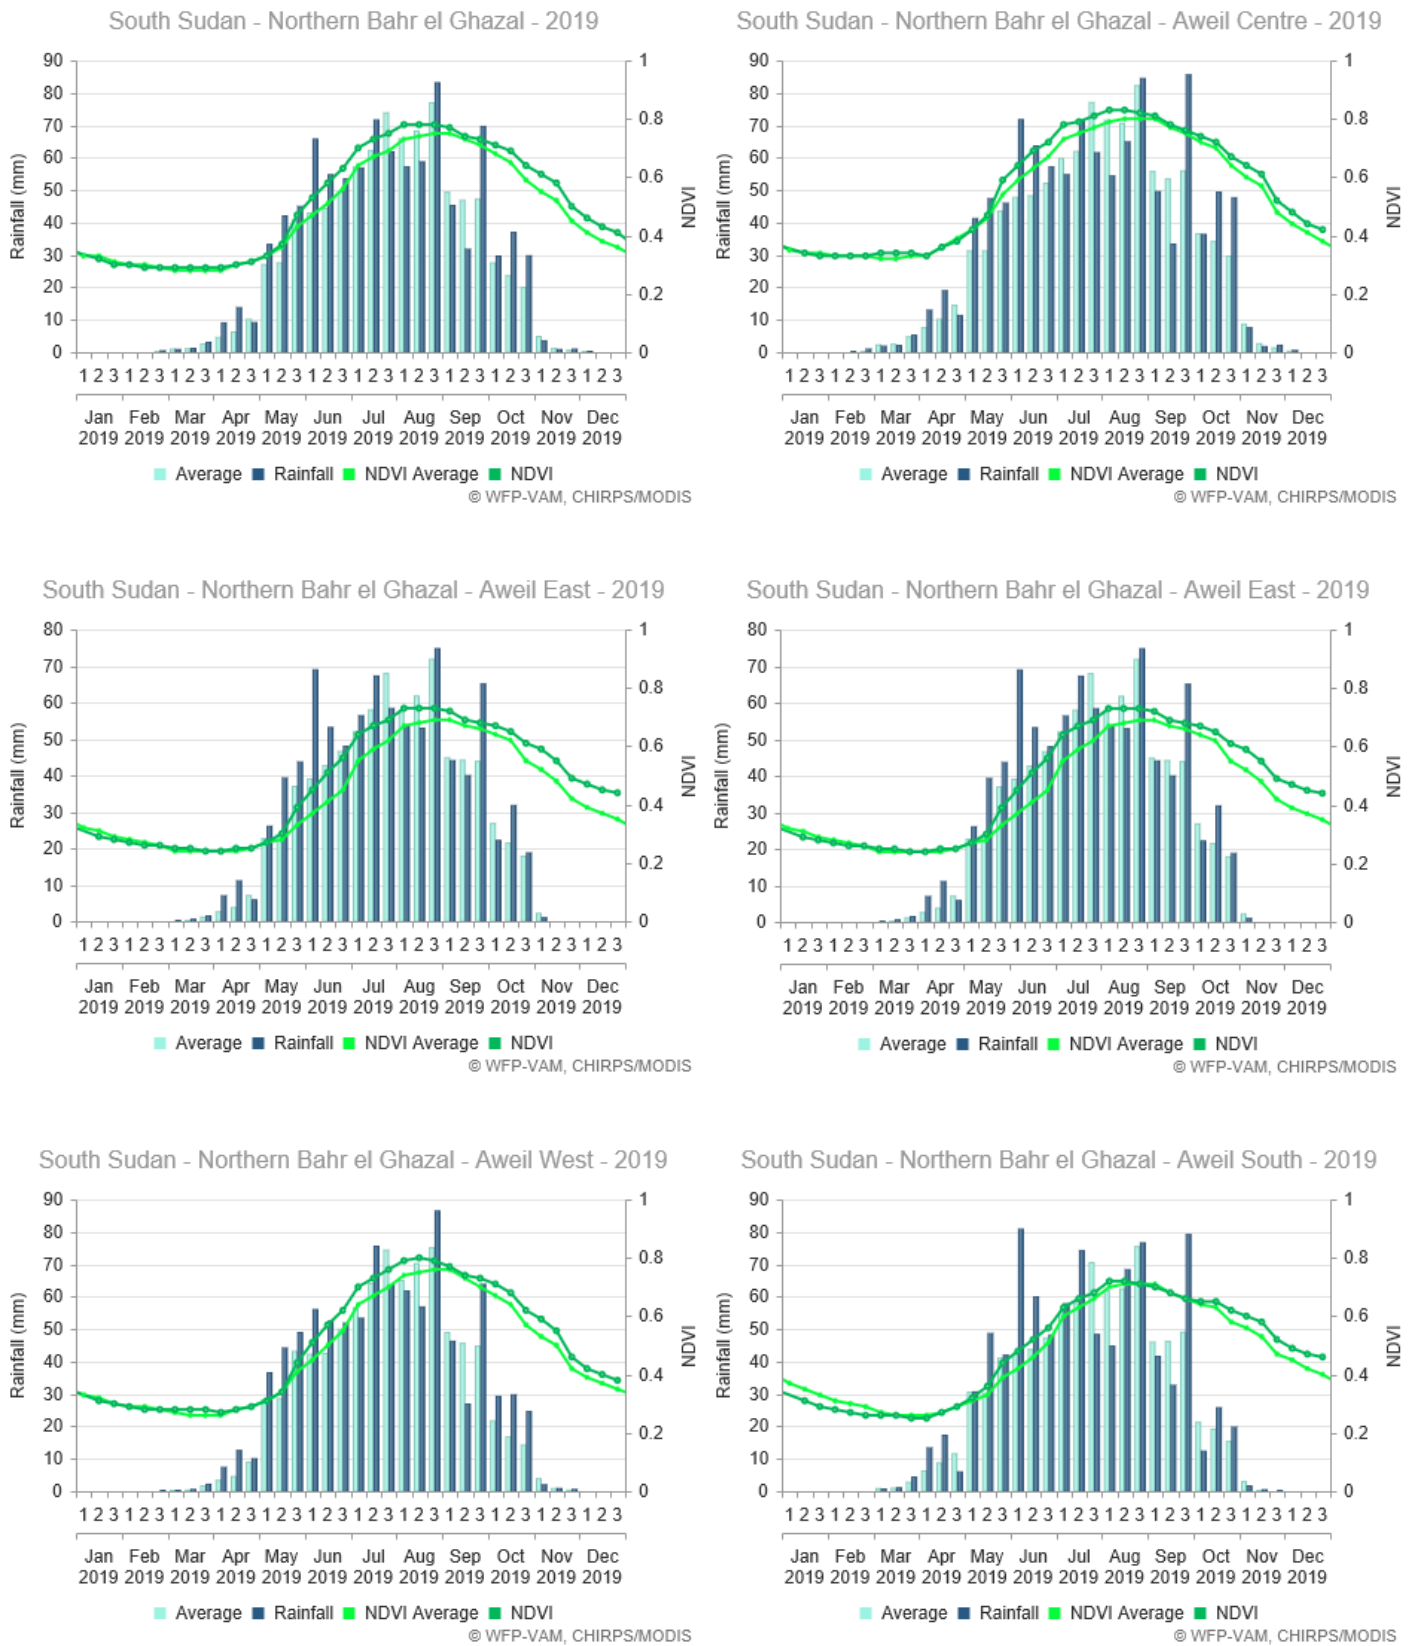 South Sudan - Northern Bahr el Ghazal - 2019
90
80
70
60
50
40
30
20
10
0
Rainfall (mm)
1
0.8
0.6
0.4
0.2
0
NDVI
1 2 3 1 2 3 1 2 3 1 2 3 1 2 3 1 2 3 1 2 3 1 2 3 1 2 3 1 2 3 1 2 3 1 2 3
Jan Feb Mar Apr May Jun Jul Aug Sep Oct Nov Dec
2019 2019 2019 2019 2019 2019 2019 2019 2019 2019 2019 2019
Average Rainfall NDVI Average NDVI
© WFP-VAM, CHIRPS/MODIS
South Sudan - Northern Bahr el Ghazal - Aweil Centre - 2019
90
80
70
60
50
40
30
20
10
0
Rainfall (mm)
1
0.8
0.6
0.4
0.2
0
NDVI
1 2 3 1 2 3 1 2 3 1 2 3 1 2 3 1 2 3 1 2 3 1 2 3 1 2 3 1 2 3 1 2 3 1 2 3
Jan Feb Mar Apr May Jun Jul Aug Sep Oct Nov Dec
2019 2019 2019 2019 2019 2019 2019 2019 2019 2019 2019 2019
Average Rainfall NDVI Average NDVI
© WFP-VAM, CHIRPS/MODIS
South Sudan - Northern Bahr el Ghazal - Aweil East - 2019
80
70
60
50
40
30
20
10
0
Rainfall (mm)
1
0.8
0.6
0.4
0.2
0
NDVI
1 2 3 1 2 3 1 2 3 1 2 3 1 2 3 1 2 3 1 2 3 1 2 3 1 2 3 1 2 3 1 2 3 1 2 3
Jan Feb Mar Apr May Jun Jul Aug Sep Oct Nov Dec
2019 2019 2019 2019 2019 2019 2019 2019 2019 2019 2019 2019
Average Rainfall NDVI Average NDVI
© WFP-VAM, CHIRPS/MODIS
South Sudan - Northern Bahr el Ghazal - Aweil East - 2019
80
70
60
50
40
30
20
10
0
Rainfall (mm)
1
0.8
0.6
0.4
0.2
0
NDVI
1 2 3 1 2 3 1 2 3 1 2 3 1 2 3 1 2 3 1 2 3 1 2 3 1 2 3 1 2 3 1 2 3 1 2 3
Jan Feb Mar Apr May Jun Jul Aug Sep Oct Nov Dec
2019 2019 2019 2019 2019 2019 2019 2019 2019 2019 2019 2019
Average Rainfall NDVI Average NDVI
© WFP-VAM, CHIRPS/MODIS
South Sudan - Northern Bahr el Ghazal - Aweil West - 2019
90
80
70
60
50
40
30
20
10
0
Rainfall (mm)
1
0.8
0.6
0.4
0.2
0
NDVI
1 2 3 1 2 3 1 2 3 1 2 3 1 2 3 1 2 3 1 2 3 1 2 3 1 2 3 1 2 3 1 2 3 1 2 3
Jan Feb Mar Apr May Jun Jul Aug Sep Oct Nov Dec
2019 2019 2019 2019 2019 2019 2019 2019 2019 2019 2019 2019
Average Rainfall NDVI Average NDVI
© WFP-VAM, CHIRPS/MODIS
South Sudan - Northern Bahr el Ghazal - Aweil South - 2019
90
80
70
60
50
40
30
20
10
0
Rainfall (mm)
1
0.8
0.6
0.4
0.2
0
NDVI
1 2 3 1 2 3 1 2 3 1 2 3 1 2 3 1 2 3 1 2 3 1 2 3 1 2 3 1 2 3 1 2 3 1 2 3
Jan Feb Mar Apr May Jun Jul Aug Sep Oct Nov Dec
2019 2019 2019 2019 2019 2019 2019 2019 2019 2019 2019 2019
Average Rainfall NDVI Average NDVI
© WFP-VAM, CHIRPS/MODIS